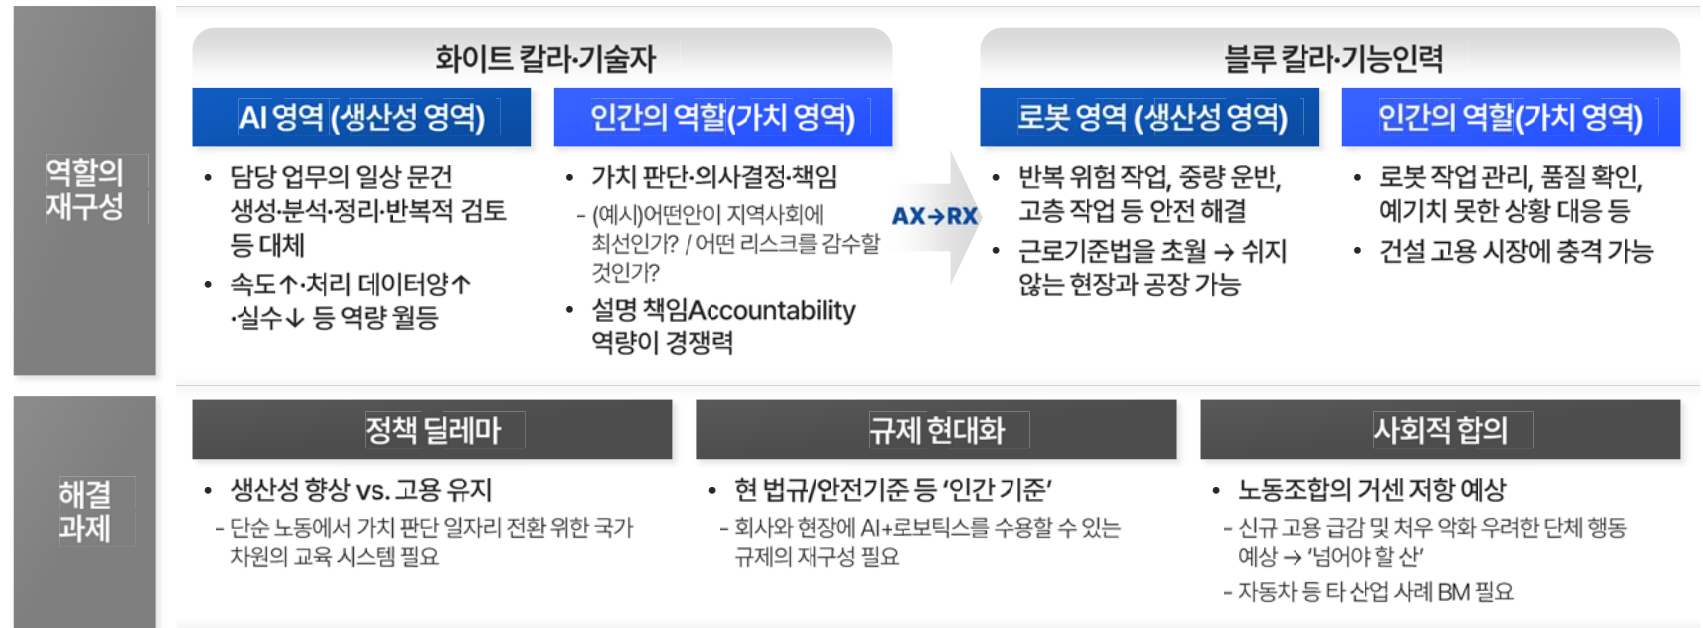 역할의
재구성
화이트 칼라·기술자
AI 영역 (생산성 영역)
• 담당 업무의 일상 문건
생성·분석·정리·반복적 검토
등 대체
• 속도↑·처리 데이터양↑
·실수↓ 등 역량 월등
인간의 역할(가치 영역)
• 가치 판단·의사결정·책임
- (예시)어떤안이 지역사회에
최선인가? / 어떤 리스크를 감수할
것인가?
• 설명 책임Accountability
역량이 경쟁력
AX→RX
블루 칼라·기능인력
로봇 영역 (생산성 영역)
• 반복 위험 작업, 중량 운반,
고층 작업 등 안전 해결
• 근로기준법을 초월 → 쉬지
않는 현장과 공장 가능
인간의 역할(가치 영역)
• 로봇 작업 관리, 품질 확인,
예기치 못한 상황 대응 등
• 건설 고용 시장에 충격 가능
해결
과제
정책 딜레마
• 생산성 향상 vs. 고용 유지
- 단순 노동에서 가치 판단 일자리 전환 위한 국가
차원의 교육 시스템 필요
규제 현대화
• 현 법규/안전기준 등 ‘인간 기준’
- 회사와 현장에 AI+로보틱스를 수용할 수 있는
규제의 재구성 필요
사회적 합의
• 노동조합의 거센 저항 예상
- 신규 고용 급감 및 처우 악화 우려한 단체 행동
예상 → ‘넘어야 할 산’
- 자동차 등 타 산업 사례 BM 필요